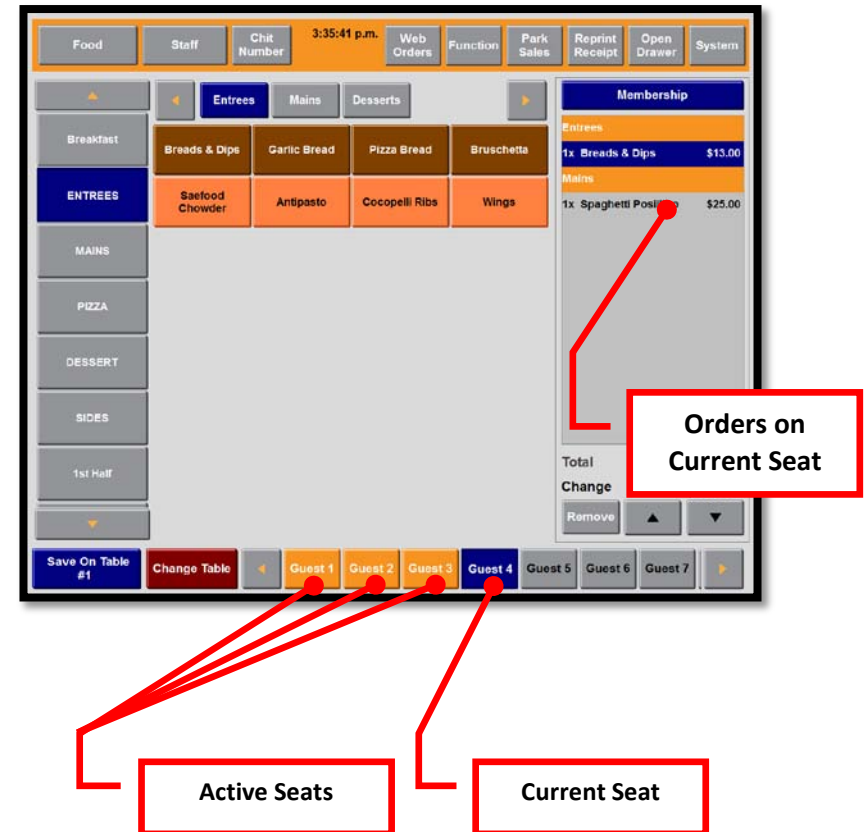 Food
Staff
Chit
Number
3:35:41 p.m.
Web
Orders
Function
Park
Sales
Reprint
Receipt
Open
Drawer
System
Breakfast
ENTREES
MAINS
PIZZA
DESSERT
SIDES
1st Half
Entrees
Mains
Desserts
Breads & Dips
Garlic Bread
Pizza Bread
Bruschetta
Saefood
Chowder
Antipasto
Cocopelli Ribs
Wings
Membership
Entrees
1x Breads & Dips $13.00
Mains
1x Spaghetti $25.00
Orders on
Current Seat
Total
Change
Remove
Save On Table
#1
Change Table
Guest 1
Guest 2
Guest 3
Guest 4
Guest 5
Guest 6
Guest 7
Active Seats
Current Seat